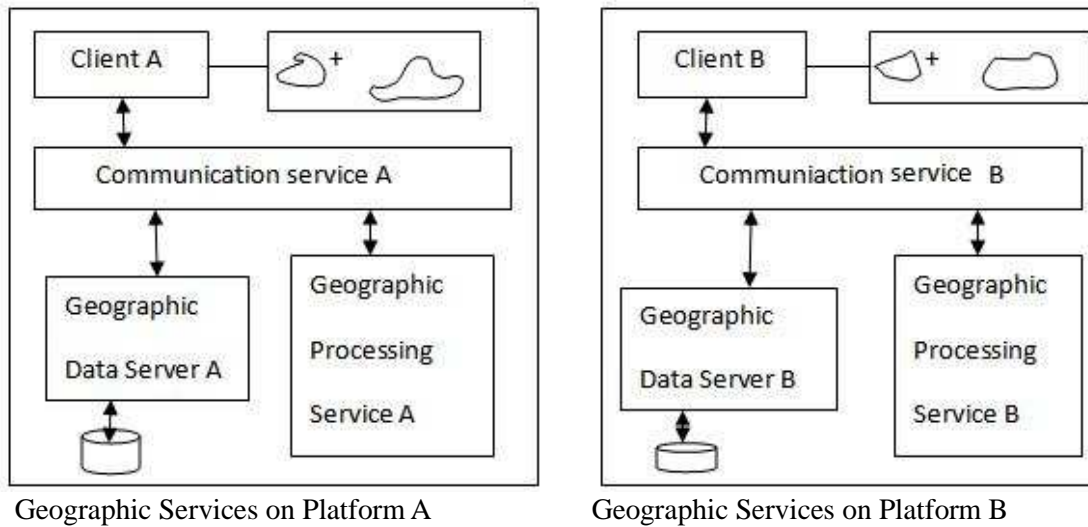 Client A
+
Communication service A
Geographic
Data Server A
Geographic
Processing
Service A
Geographic Services on Platform A
Client B
+
Communiaction service B
Geographic
Data Server B
Geographic
Processing
Service B
Geographic Services on Platform B